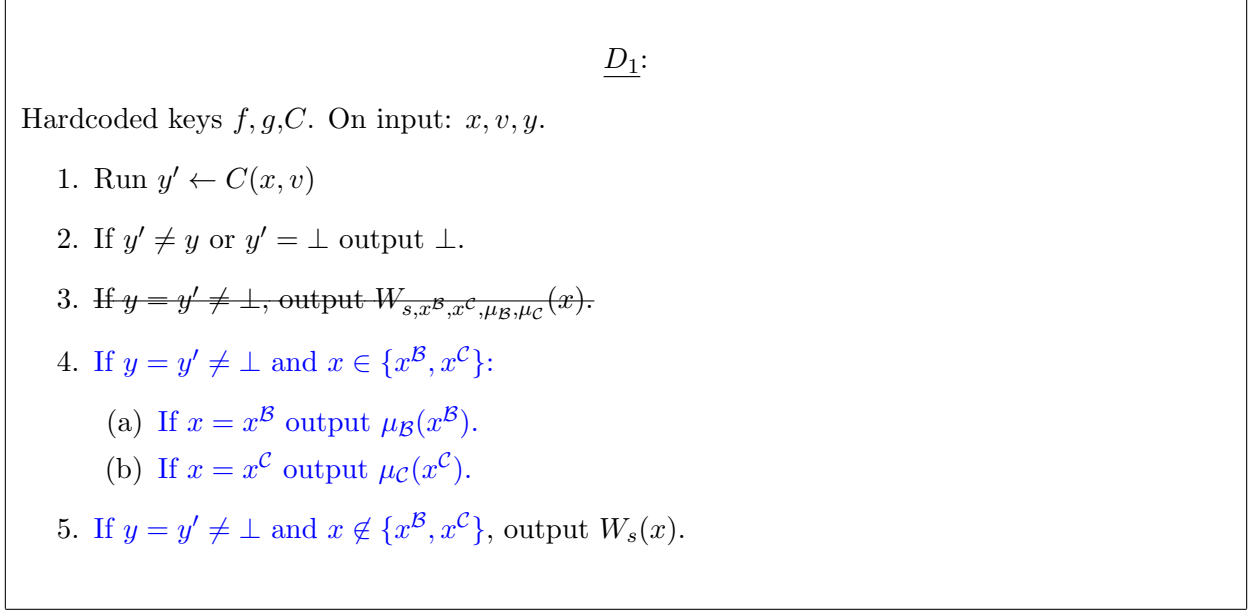 D₁:
Hardcoded keys f, g,C. On input: x, v, y.
1. Run y′ ← C(x, v)
2. If y′ ≠ y or y′ = ⊥ output ⊥.
3. ~~If y = y′ ≠ ⊥, output W_{s,x^ℬ,x^𝒞,μ_ℬ,μ_𝒞}(x).~~
4. If y = y′ ≠ ⊥ and x ∈ {x^ℬ, x^𝒞}:
(a) If x = x^ℬ output μ_ℬ(x^ℬ).
(b) If x = x^𝒞 output μ_𝒞(x^𝒞).
5. If y = y′ ≠ ⊥ and x ∉ {x^ℬ, x^𝒞}, output W_s(x).